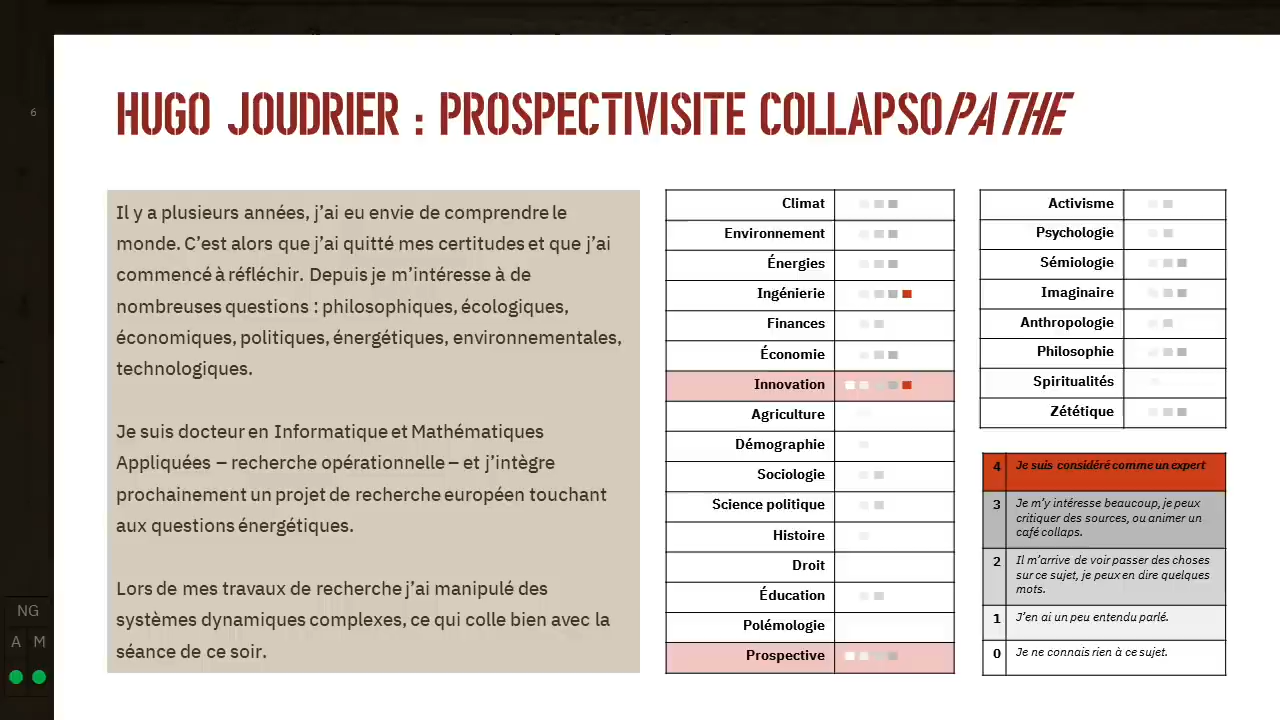 6
HUGO JOUDRIER : PROSPECTIVISITE COLLAPSOPATHE
Il y a plusieurs années, j'ai eu envie de comprendre le
monde. C'est alors que j'ai quitté mes certitudes et que j'ai
commencé à réfléchir. Depuis je m'intéresse à de
nombreuses questions : philosophiques, écologiques,
économiques, politiques, énergétiques, environnementales,
technologiques.
Je suis docteur en Informatique et Mathématiques
Appliquées – recherche opérationnelle – et j'intègre
prochainement un projet de recherche européen touchant
aux questions énergétiques.
Lors de mes travaux de recherche j'ai manipulé des
systèmes dynamiques complexes, ce qui colle bien avec la
séance de ce soir.
Climat
Environnement
Énergies
Ingénierie
Finances
Économie
Innovation
Agriculture
Démographie
Sociologie
Science politique
Histoire
Droit
Éducation
Polémologie
Prospective
Activisme
Psychologie
Sémiologie
Imaginaire
Anthropologie
Philosophie
Spiritualités
Zététique
4 Je suis considéré comme un expert
3 Je m'y intéresse beaucoup, je peux
critiquer des sources, ou animer un
café collaps.
2 Il m'arrive de voir passer des choses
sur ce sujet, je peux en dire quelques
mots.
1 J'en ai un peu entendu parlé.
0 Je ne connais rien à ce sujet.
NG
A M